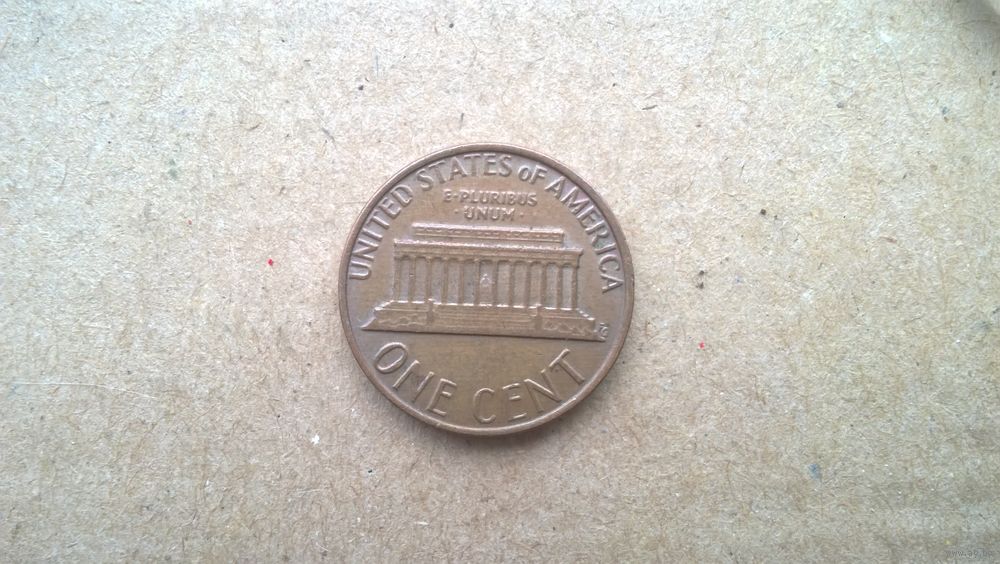 UNITED STATES oF AMERICA
E·PLURIBUS
·UNUM·
ONE CENT